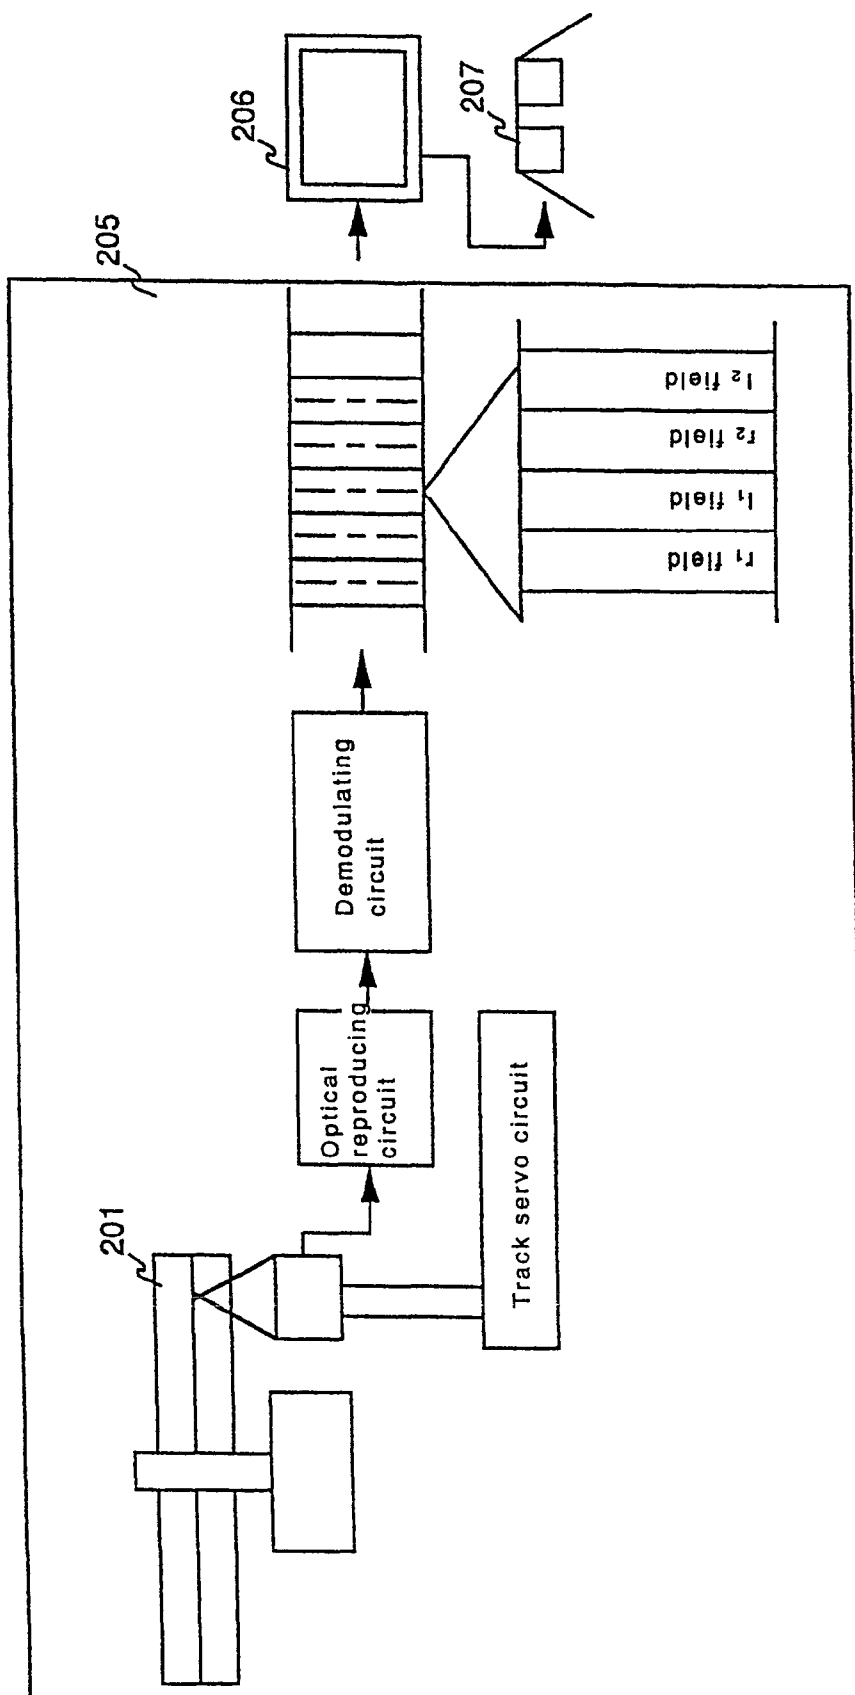 201
205
206
207
Optical
reproducing
circuit
Demodulating
circuit
Track servo circuit
r₁ field
l₁ field
r₂ field
l₂ field